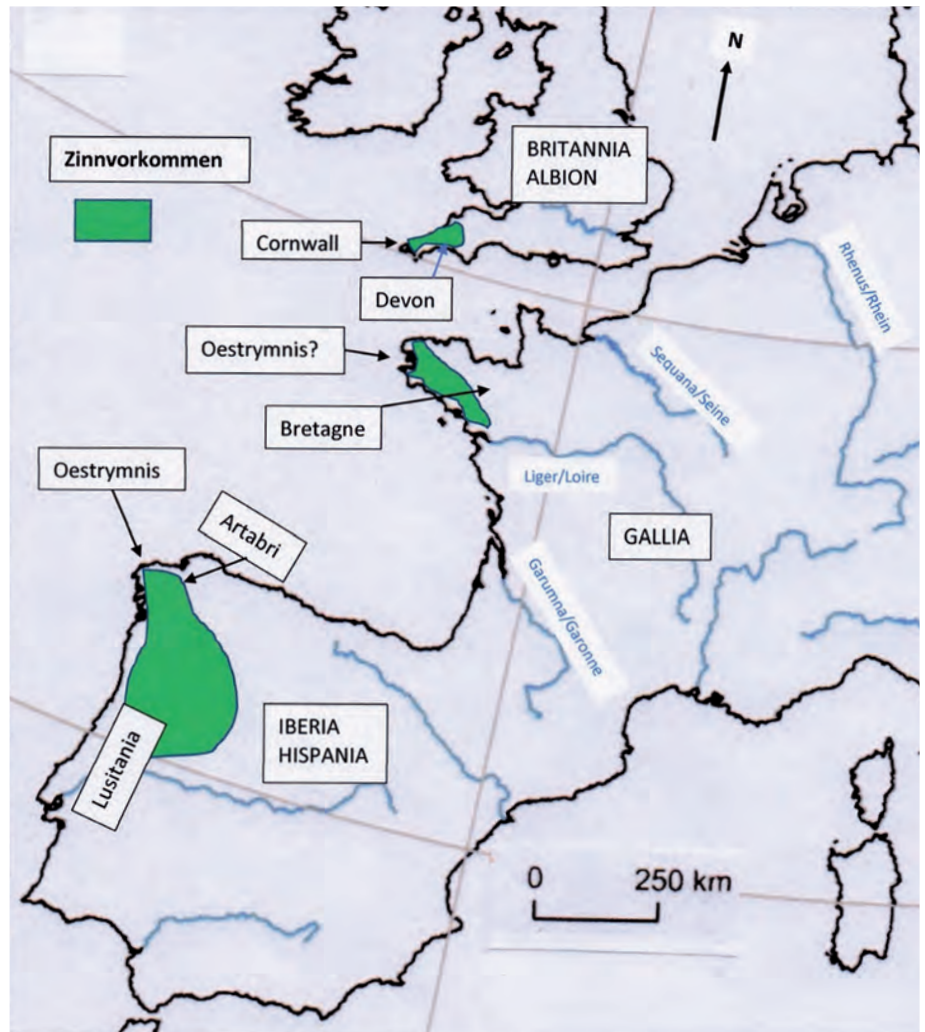 N
Zinnvorkommen
BRITANNIA
ALBION
Cornwall
Devon
Rhenus/Rhein
Oestrymnis?
Sequana/Seine
Bretagne
Oestrymnis
Liger/Loire
Artabri
GALLIA
Garumna/Garonne
IBERIA
HISPANIA
Lusitania
0 250 km